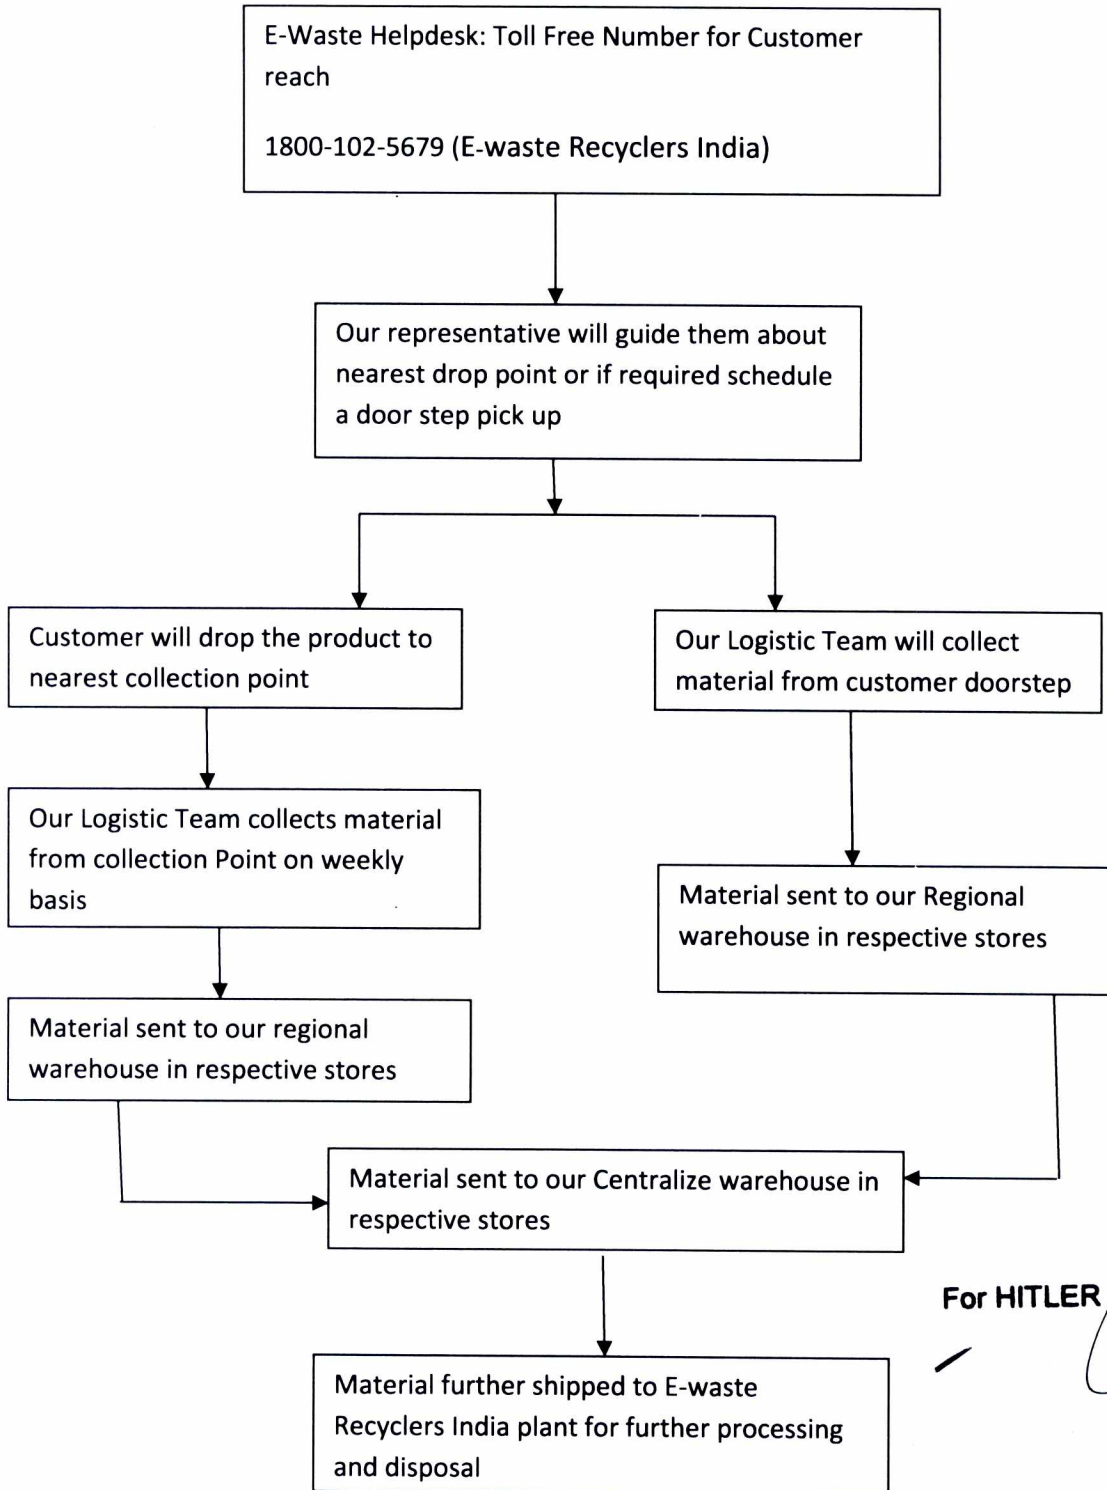 E-Waste Helpdesk: Toll Free Number for Customer
reach
1800-102-5679 (E-waste Recyclers India)
Our representative will guide them about
nearest drop point or if required schedule
a door step pick up
Customer will drop the product to
nearest collection point
Our Logistic Team will collect
material from customer doorstep
Our Logistic Team collects material
from collection Point on weekly
basis
Material sent to our Regional
warehouse in respective stores
Material sent to our regional
warehouse in respective stores
Material sent to our Centralize warehouse in
respective stores
For HITLER
Material further shipped to E-waste
Recyclers India plant for further processing
and disposal